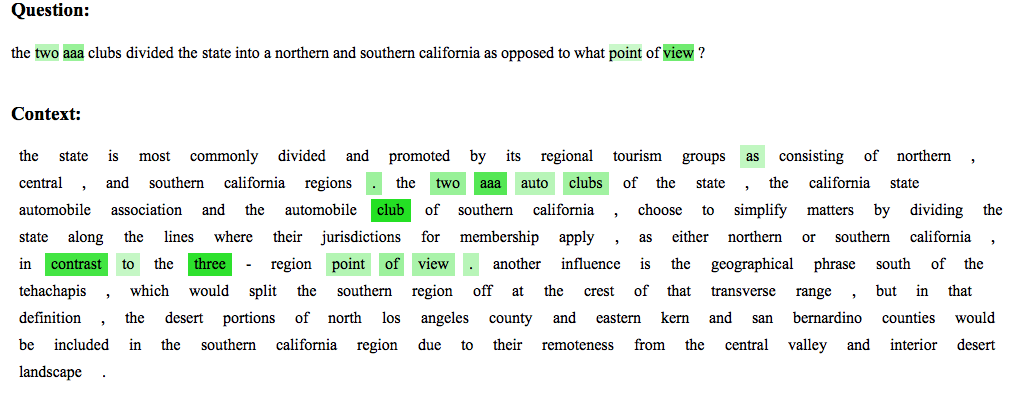 Question:
the two aaa clubs divided the state into a northern and southern california as opposed to what point of view ?
Context:
the state is most commonly divided and promoted by its regional tourism groups as consisting of northern ,
central , and southern california regions . the two aaa auto clubs of the state , the california state
automobile association and the automobile club of southern california , choose to simplify matters by dividing the
state along the lines where their jurisdictions for membership apply , as either northern or southern california ,
in contrast to the three - region point of view . another influence is the geographical phrase south of the
tehachapis , which would split the southern region off at the crest of that transverse range , but in that
definition , the desert portions of north los angeles county and eastern kern and san bernardino counties would
be included in the southern california region due to their remoteness from the central valley and interior desert
landscape .